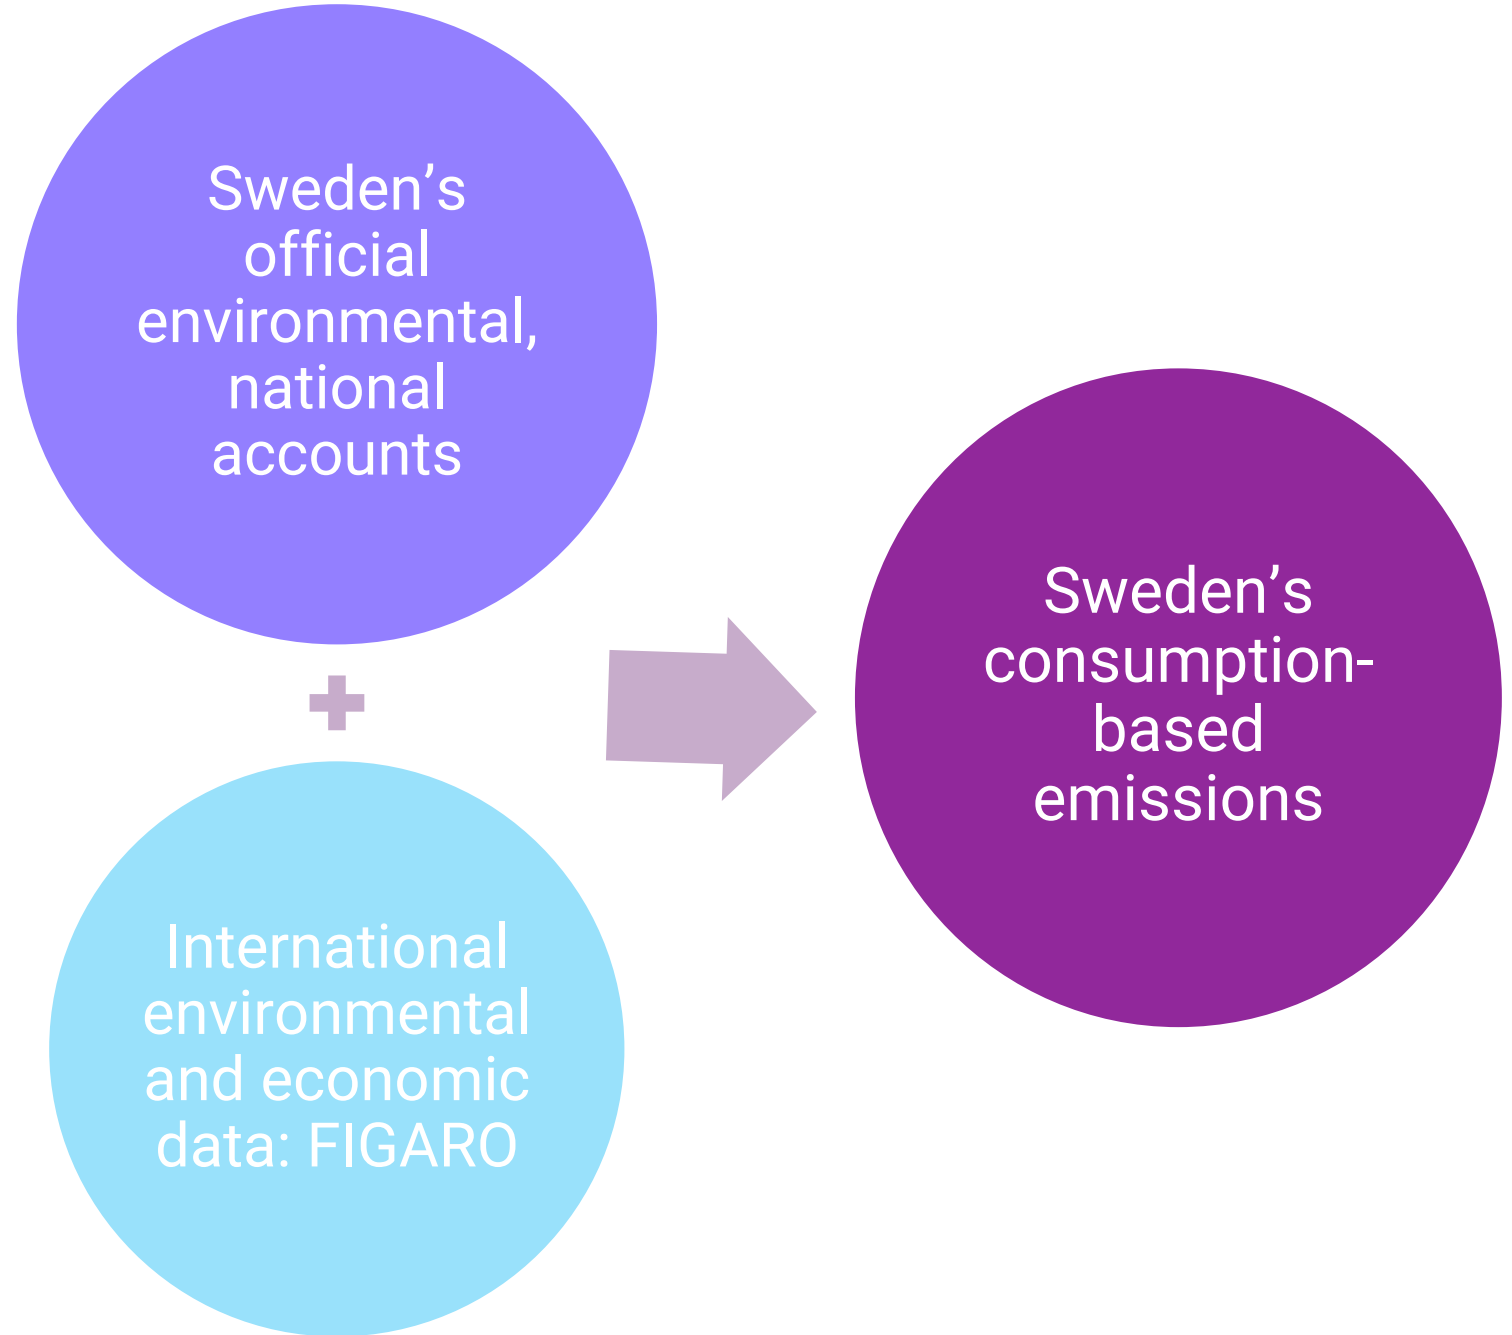 Sweden’s
official
environmental,
national
accounts
International
environmental
and economic
data: FIGARO
Sweden’s
consumption-
based
emissions